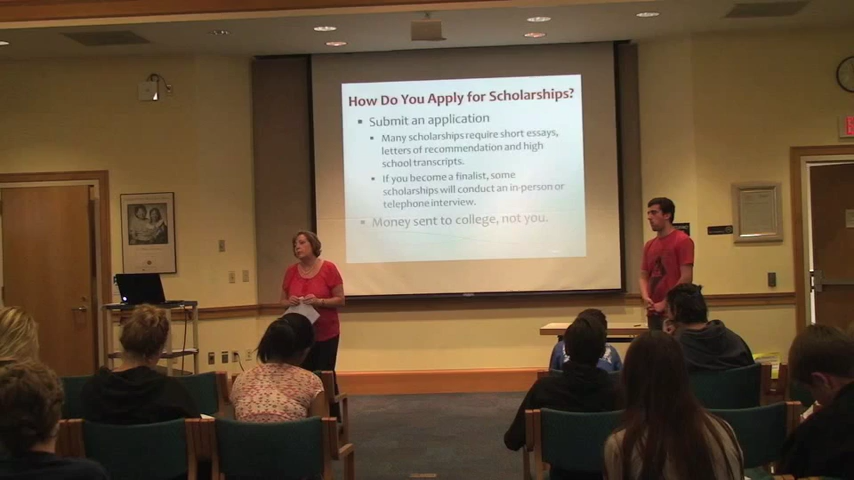 How Do You Apply for Scholarships?
Submit an application
Many scholarships require short essays,
letters of recommendation and high
school transcripts.
If you become a finalist, some
scholarships will conduct an in-person or
telephone interview.
Money sent to college, not you.